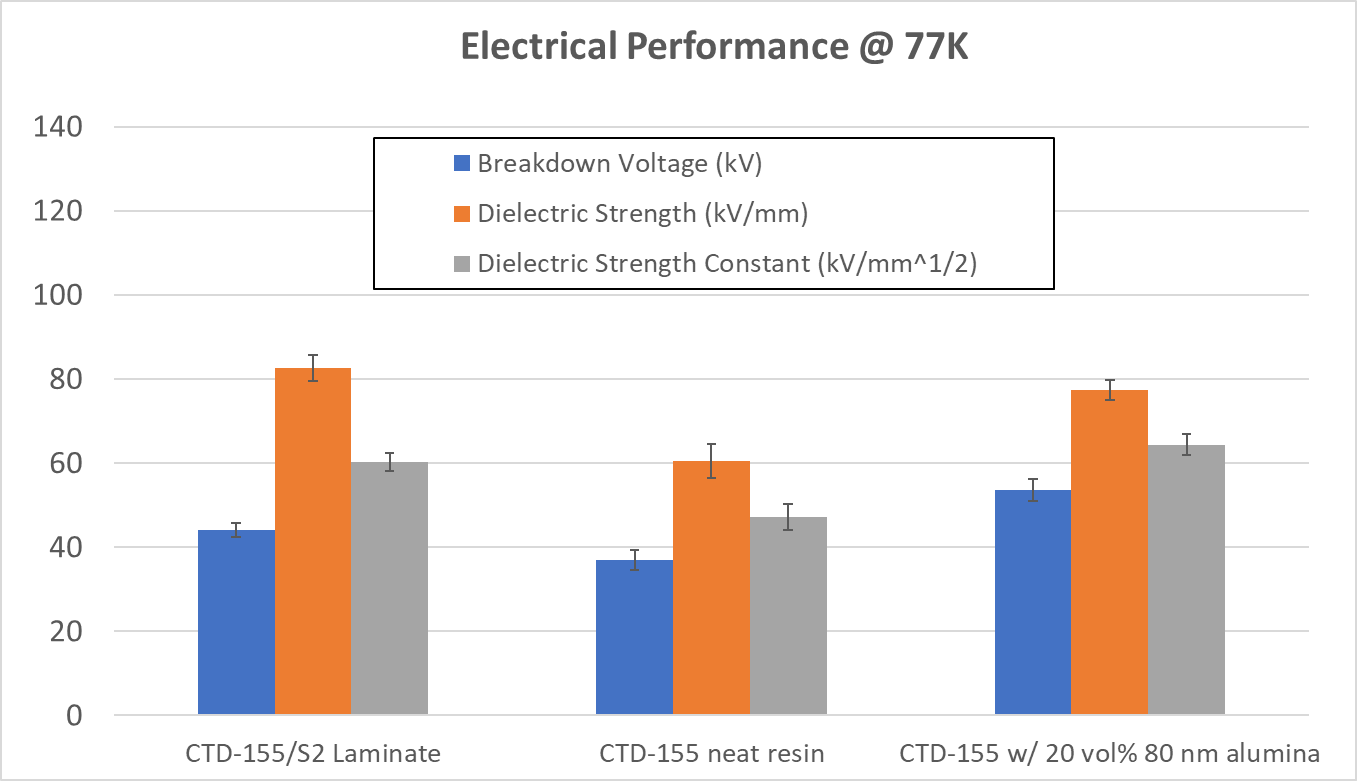 Electrical Performance @ 77K
140
120
100
80
60
40
20
0
Breakdown Voltage (kV)
Dielectric Strength (kV/mm)
Dielectric Strength Constant (kV/mm^1/2)
CTD-155/S2 Laminate
CTD-155 neat resin
CTD-155 w/ 20 vol% 80 nm alumina